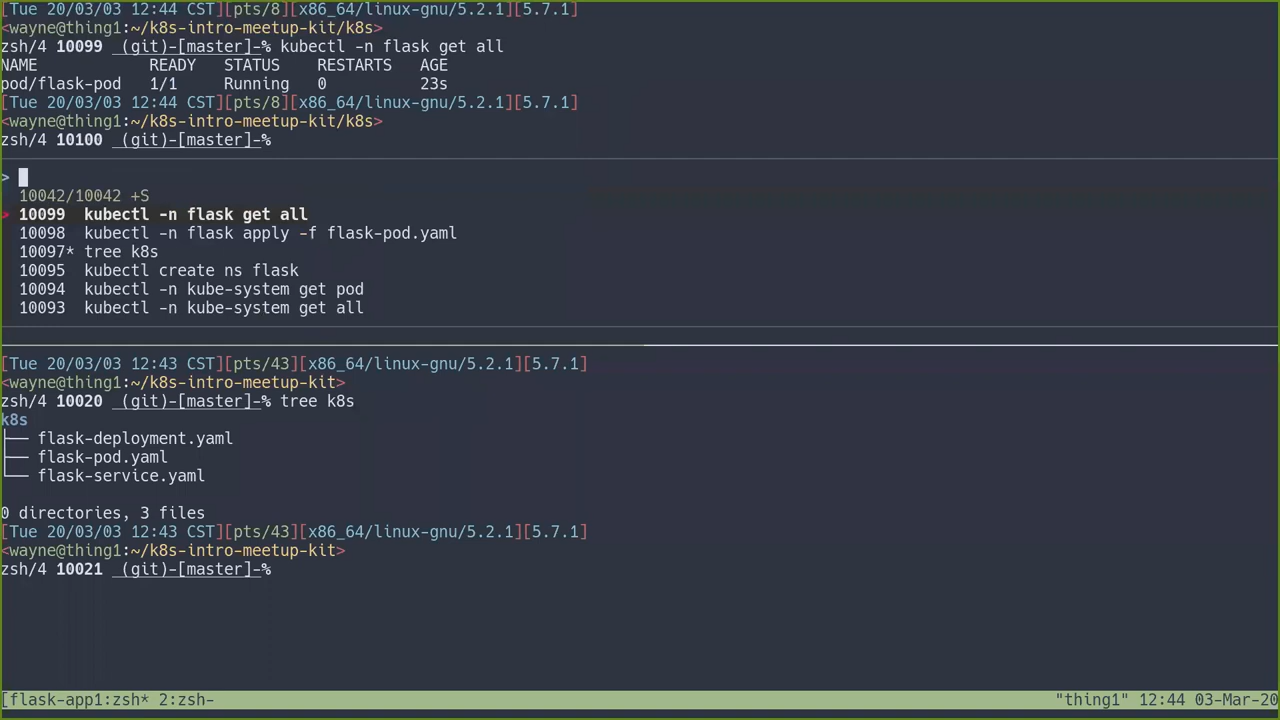 [Tue 20/03/03 12:44 CST][pts/8][x86_64/linux-gnu/5.2.1][5.7.1]
<wayne@thing1:~/k8s-intro-meetup-kit/k8s>
zsh/4 10099 _(git)-[master]-% kubectl -n flask get all
NAME READY STATUS RESTARTS AGE
pod/flask-pod 1/1 Running 0 23s
[Tue 20/03/03 12:44 CST][pts/8][x86_64/linux-gnu/5.2.1][5.7.1]
<wayne@thing1:~/k8s-intro-meetup-kit/k8s>
zsh/4 10100 _(git)-[master]-%
>
10042/10042 +S
> 10099 kubectl -n flask get all
10098 kubectl -n flask apply -f flask-pod.yaml
10097* tree k8s
10095 kubectl create ns flask
10094 kubectl -n kube-system get pod
10093 kubectl -n kube-system get all
[Tue 20/03/03 12:43 CST][pts/43][x86_64/linux-gnu/5.2.1][5.7.1]
<wayne@thing1:~/k8s-intro-meetup-kit>
zsh/4 10020 _(git)-[master]-% tree k8s
k8s
├── flask-deployment.yaml
├── flask-pod.yaml
└── flask-service.yaml
0 directories, 3 files
[Tue 20/03/03 12:43 CST][pts/43][x86_64/linux-gnu/5.2.1][5.7.1]
<wayne@thing1:~/k8s-intro-meetup-kit>
zsh/4 10021 _(git)-[master]-%
[flask-app1:zsh* 2:zsh- "thing1" 12:44 03-Mar-20